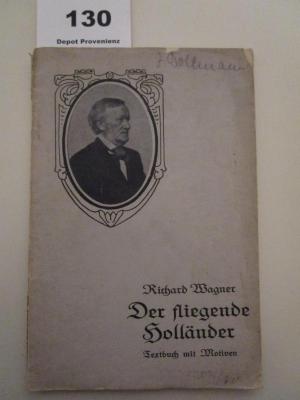 130
Depot Provenienz
Richard Wagner
Der fliegende
Holländer
Textbuch mit Motiven